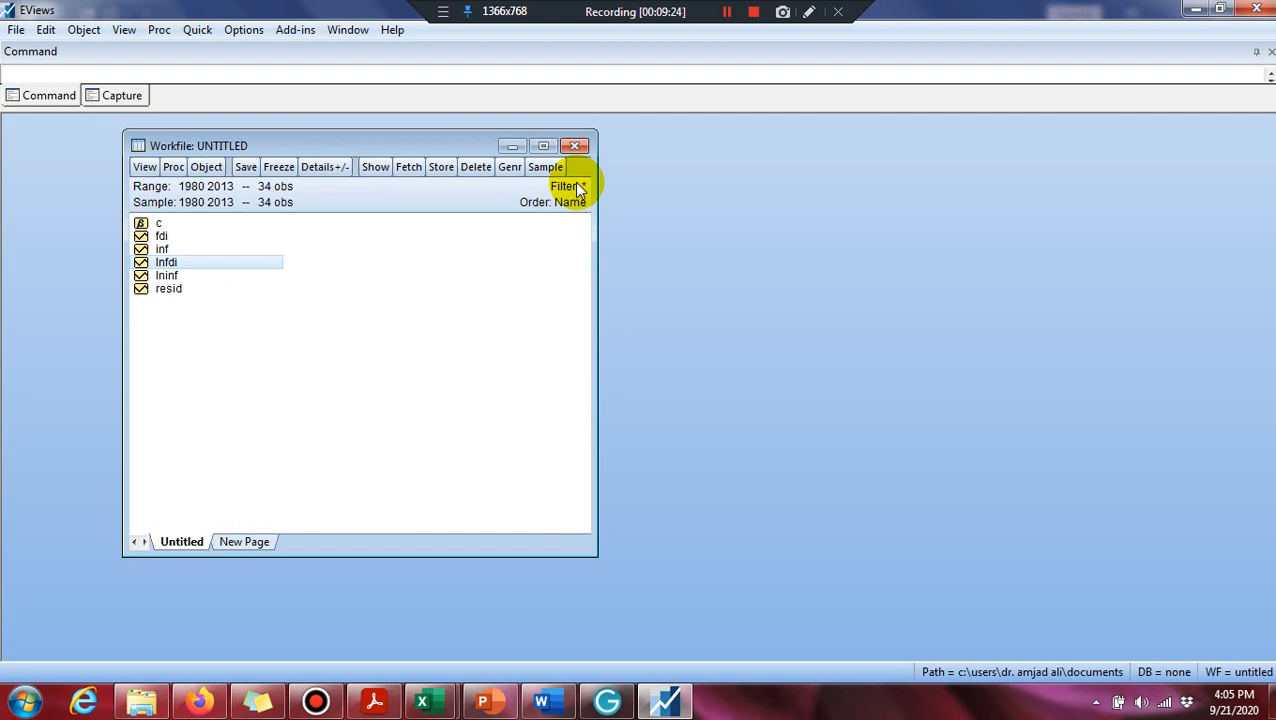 EViews
1366x768
Recording [00:09:24]
File Edit Object View Proc Quick Options Add-ins Window Help
Command
Command Capture
Workfile: UNTITLED
View Proc Object Save Freeze Details+/- Show Fetch Store Delete Genr Sample
Range: 1980 2013 -- 34 obs Filter: *
Sample: 1980 2013 -- 34 obs Order: Name
β c
fdi
inf
lnfdi
lninf
resid
Untitled New Page
Path = c:\users\dr. amjad ali\documents DB = none WF = untitled
4:05 PM
9/21/2020